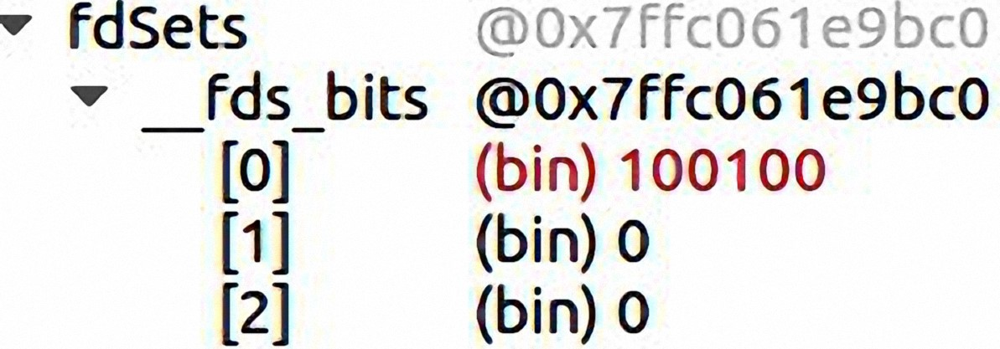 fdSets @0x7ffc061e9bc0
__fds_bits @0x7ffc061e9bc0
[0] (bin) 100100
[1] (bin) 0
[2] (bin) 0